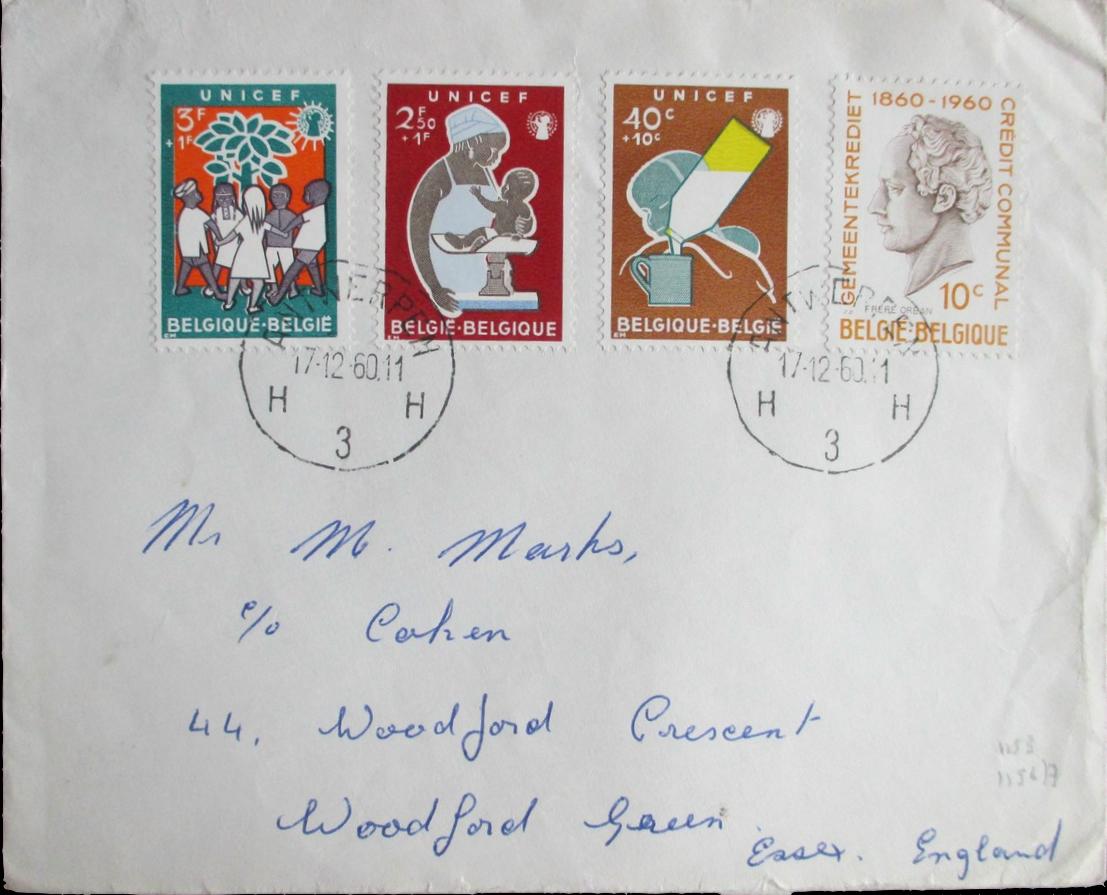 UNICEF
3F
+1F
BELGIQUE·BELGIË
UNICEF
2F50
+1F
BELGIË·BELGIQUE
UNICEF
40c
+10c
BELGIQUE·BELGIË
GEMEENTEKREDIET
1860-1960
CRÉDIT COMMUNAL
10c
FRÈRE ORBAN
BELGIË·BELGIQUE
ANTWERPEN
17-12-60.11
H H
3
17-12-60.11
H H
3
Mr M. Marks,
c/o Cohen
44, Woodford Crescent
Woodford Green.
Essex. England
1153